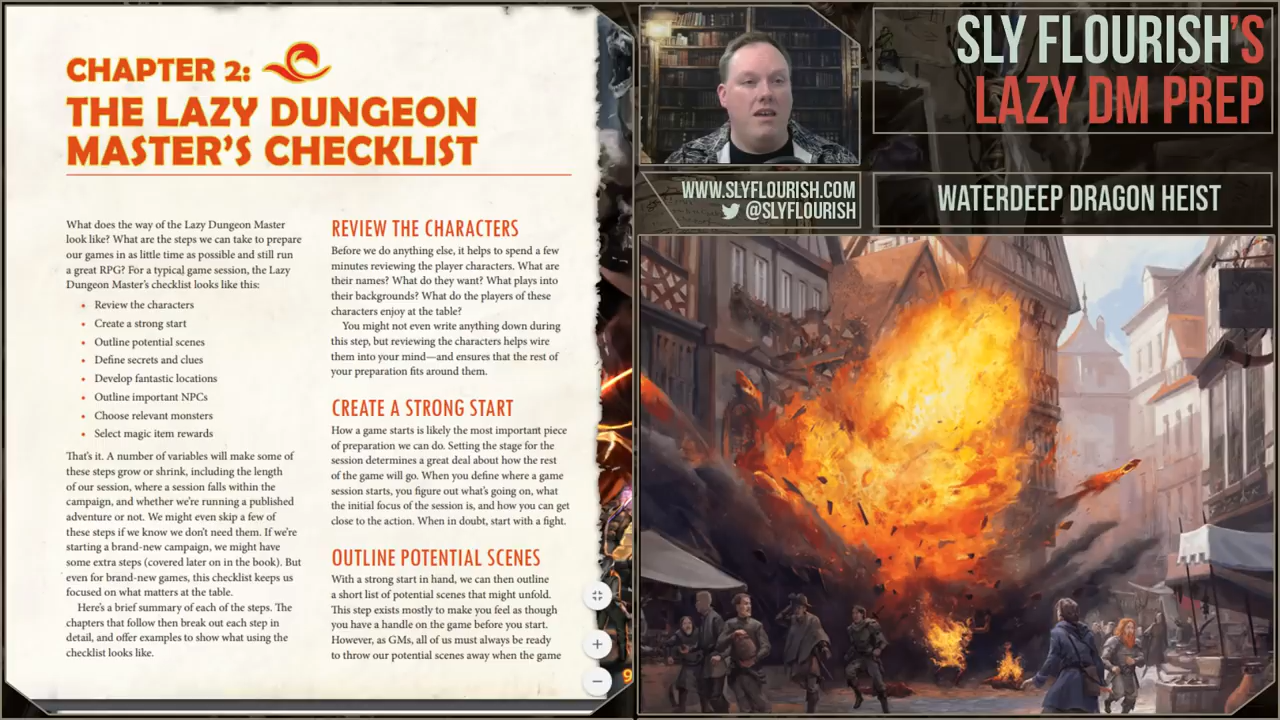 CHAPTER 2:
THE LAZY DUNGEON
MASTER'S CHECKLIST
What does the way of the Lazy Dungeon Master
look like? What are the steps we can take to prepare
our games in as little time as possible and still run
a great RPG? For a typical game session, the Lazy
Dungeon Master's checklist looks like this:
• Review the characters
• Create a strong start
• Outline potential scenes
• Define secrets and clues
• Develop fantastic locations
• Outline important NPCs
• Choose relevant monsters
• Select magic item rewards
That's it. A number of variables will make some of
these steps grow or shrink, including the length
of our session, where a session falls within the
campaign, and whether we're running a published
adventure or not. We might even skip a few of
these steps if we know we don't need them. If we're
starting a brand-new campaign, we might have
some extra steps (covered later on in the book). But
even for brand-new games, this checklist keeps us
focused on what matters at the table.
Here's a brief summary of each of the steps. The
chapters that follow then break out each step in
detail, and offer examples to show what using the
checklist looks like.
REVIEW THE CHARACTERS
Before we do anything else, it helps to spend a few
minutes reviewing the player characters. What are
their names? What do they want? What plays into
their backgrounds? What do the players of these
characters enjoy at the table?
You might not even write anything down during
this step, but reviewing the characters helps wire
them into your mind—and ensures that the rest of
your preparation fits around them.
CREATE A STRONG START
How a game starts is likely the most important piece
of preparation we can do. Setting the stage for the
session determines a great deal about how the rest
of the game will go. When you define where a game
session starts, you figure out what's going on, what
the initial focus of the session is, and how you can get
close to the action. When in doubt, start with a fight.
OUTLINE POTENTIAL SCENES
With a strong start in hand, we can then outline
a short list of potential scenes that might unfold.
This step exists mostly to make you feel as though
you have a handle on the game before you start.
However, as GMs, all of us must always be ready
to throw our potential scenes away when the game
9
SLY FLOURISH'S
LAZY DM PREP
WWW.SLYFLOURISH.COM
@SLYFLOURISH
WATERDEEP DRAGON HEIST